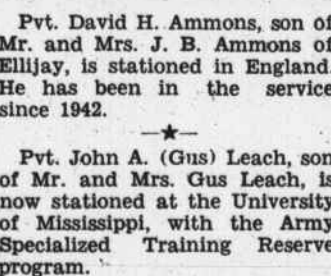 Pvt. David H. Ammons, son of
Mr. and Mrs. J. B. Ammons of
Ellijay, is stationed in England.
He has been in the service
since 1942.
—★—
Pvt. John A. (Gus) Leach, son
of Mr. and Mrs. Gus Leach, is
now stationed at the University
of Mississippi, with the Army
Specialized Training Reserve
program.